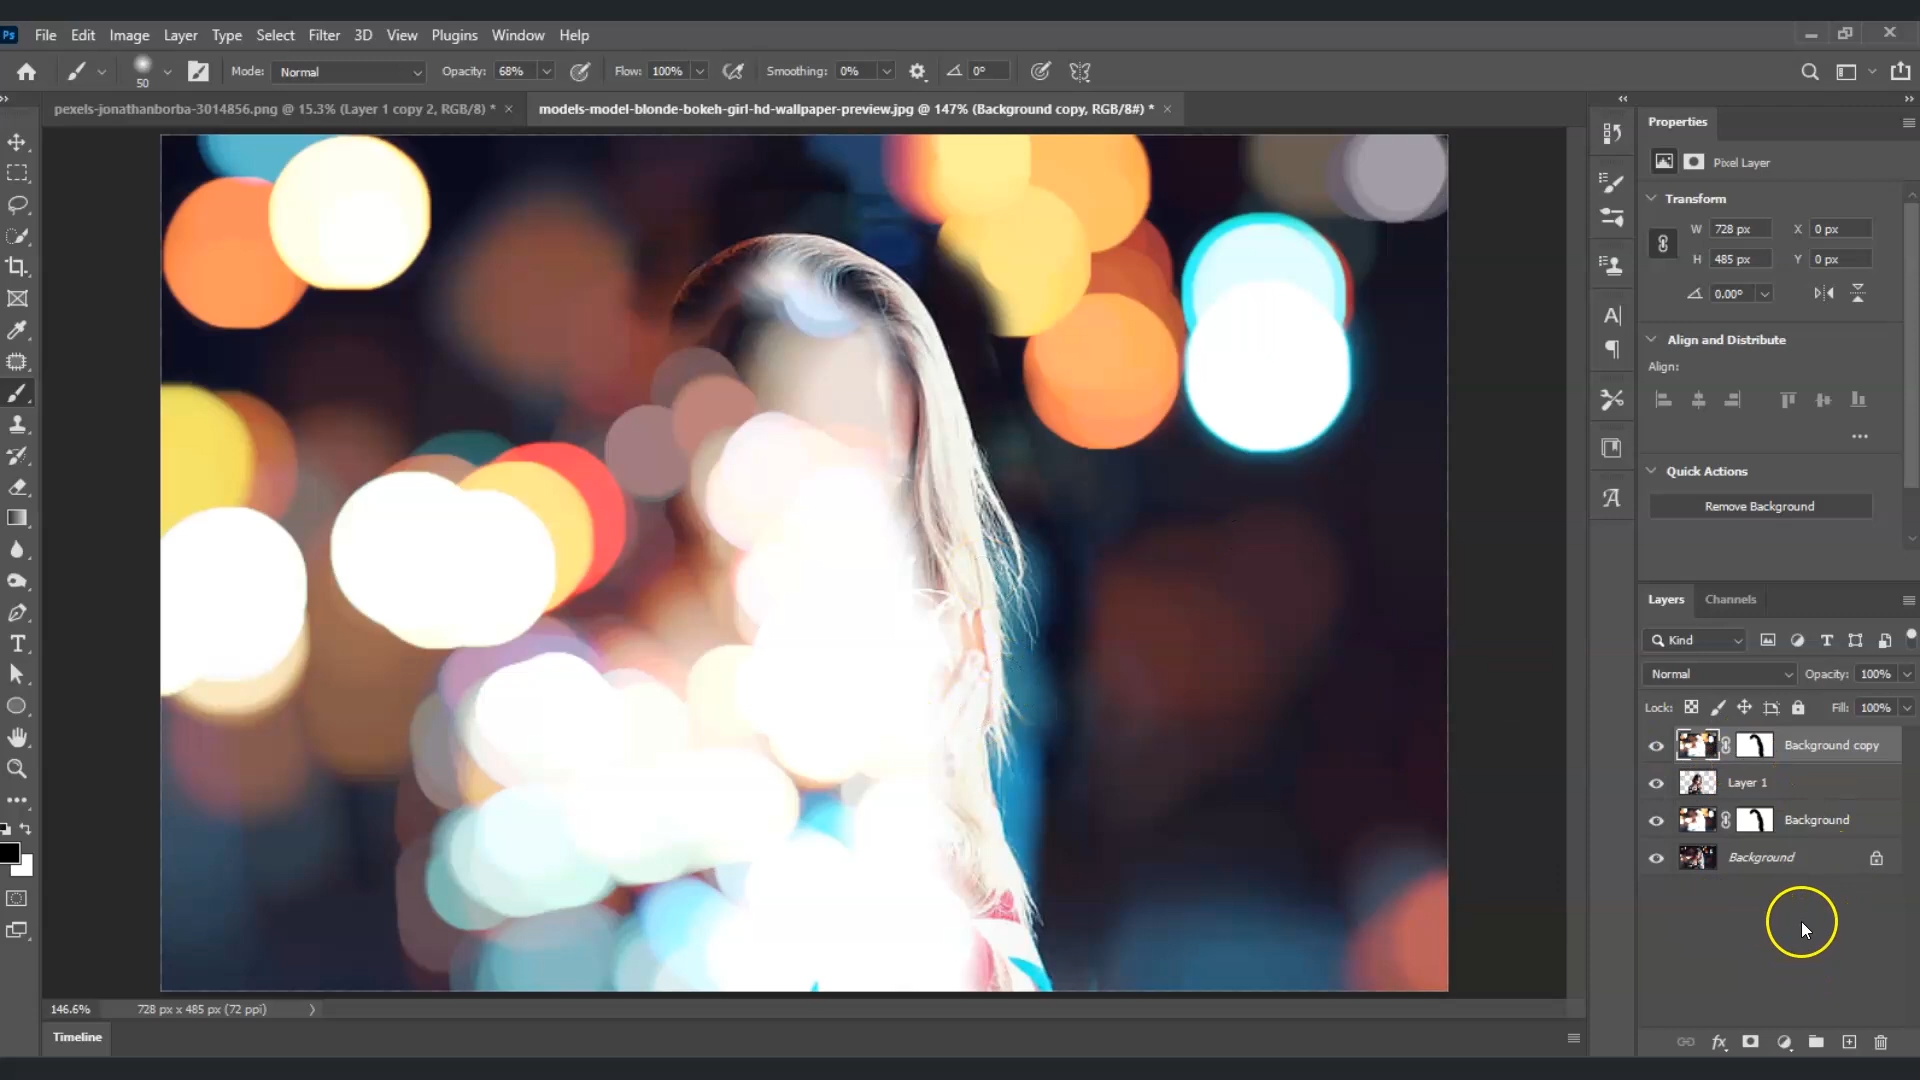 Ps File Edit Image Layer Type Select Filter 3D View Plugins Window Help
50 Mode: Normal Opacity: 68% Flow: 100% Smoothing: 0% 0°
pexels-jonathanborba-3014856.png @ 15.3% (Layer 1 copy 2, RGB/8) * ×
models-model-blonde-bokeh-girl-hd-wallpaper-preview.jpg @ 147% (Background copy, RGB/8#) * ×
Properties
Pixel Layer
Transform
W 728 px X 0 px
H 485 px Y 0 px
0.00°
Align and Distribute
Align:
Quick Actions
Remove Background
Layers Channels
Kind
Normal Opacity: 100%
Lock: Fill: 100%
Background copy
Layer 1
Background
Background
146.6% 728 px x 485 px (72 ppi)
Timeline